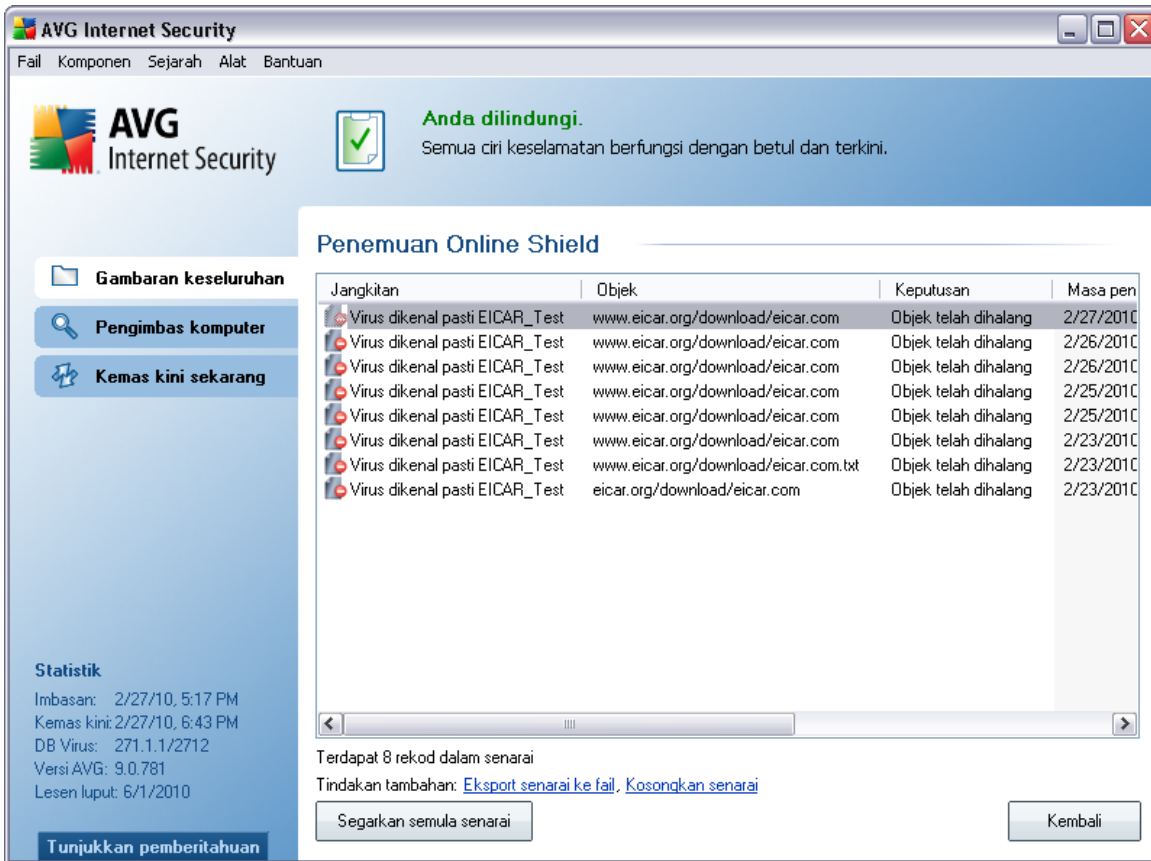 AVG Internet Security
Fail Komponen Sejarah Alat Bantuan
AVG
Internet Security
Anda dilindungi.
Semua ciri keselamatan berfungsi dengan betul dan terkini.
Gambaran keseluruhan
Pengimbas komputer
Kemas kini sekarang
Penemuan Online Shield
Jangkitan Objek Keputusan Masa pen
Virus dikenal pasti EICAR_Test www.eicar.org/download/eicar.com Objek telah dihalang 2/27/2010
Virus dikenal pasti EICAR_Test www.eicar.org/download/eicar.com Objek telah dihalang 2/26/2010
Virus dikenal pasti EICAR_Test www.eicar.org/download/eicar.com Objek telah dihalang 2/26/2010
Virus dikenal pasti EICAR_Test www.eicar.org/download/eicar.com Objek telah dihalang 2/25/2010
Virus dikenal pasti EICAR_Test www.eicar.org/download/eicar.com Objek telah dihalang 2/25/2010
Virus dikenal pasti EICAR_Test www.eicar.org/download/eicar.com Objek telah dihalang 2/23/2010
Virus dikenal pasti EICAR_Test www.eicar.org/download/eicar.com.txt Objek telah dihalang 2/23/2010
Virus dikenal pasti EICAR_Test eicar.org/download/eicar.com Objek telah dihalang 2/23/2010
Statistik
Imbasan: 2/27/10, 5:17 PM
Kemas kini: 2/27/10, 6:43 PM
DB Virus: 271.1.1/2712
Versi AVG: 9.0.781
Lesen luput: 6/1/2010
Tunjukkan pemberitahuan
Terdapat 8 rekod dalam senarai
Tindakan tambahan: Eksport senarai ke fail, Kosongkan senarai
Segarkan semula senarai
Kembali